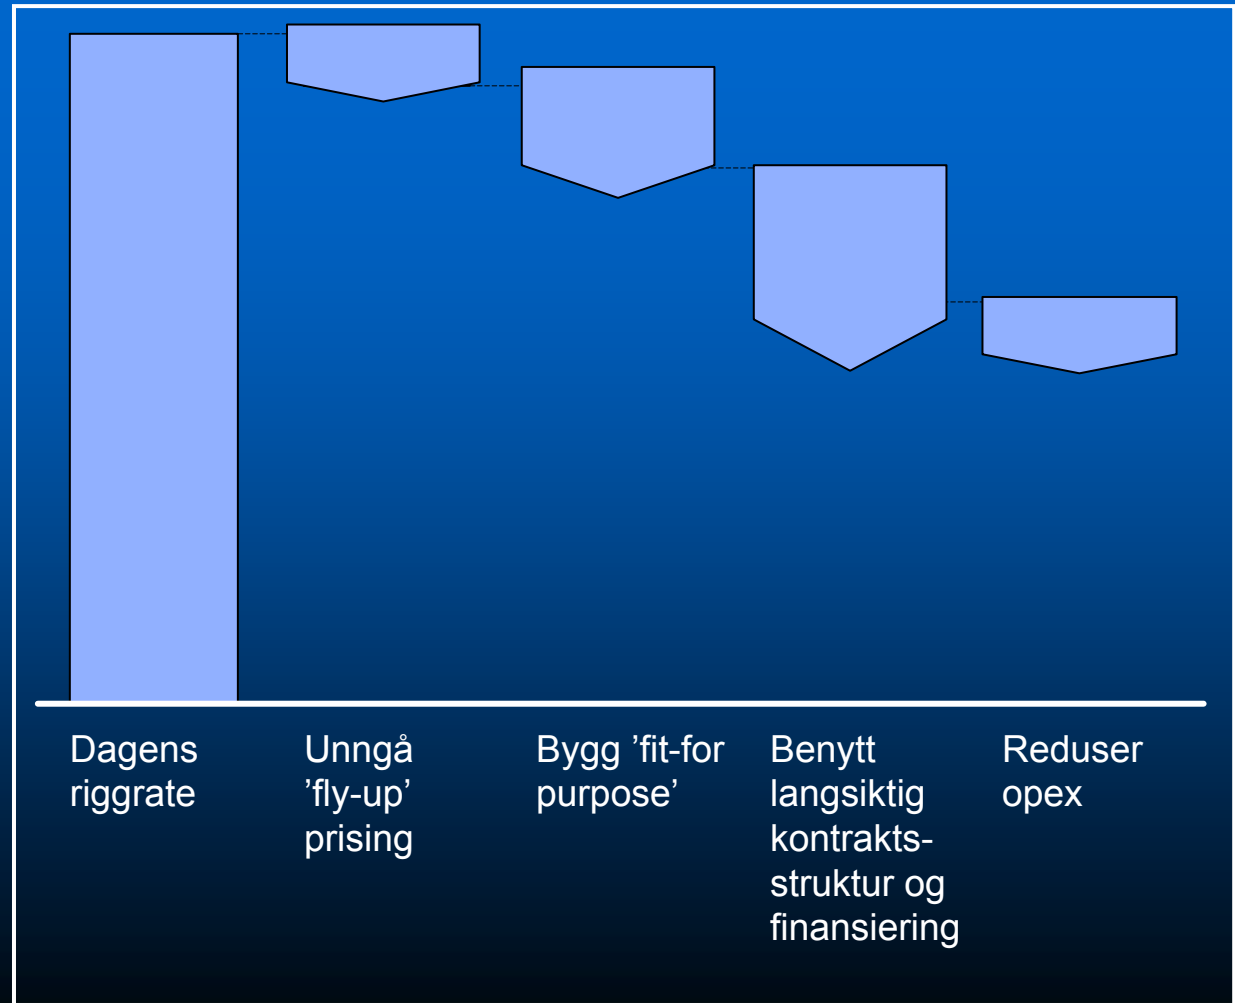 Dagens
riggrate
Unngå
’fly-up’
prising
Bygg ’fit-for
purpose’
Benytt
langsiktig
kontrakts-
struktur og
finansiering
Reduser
opex